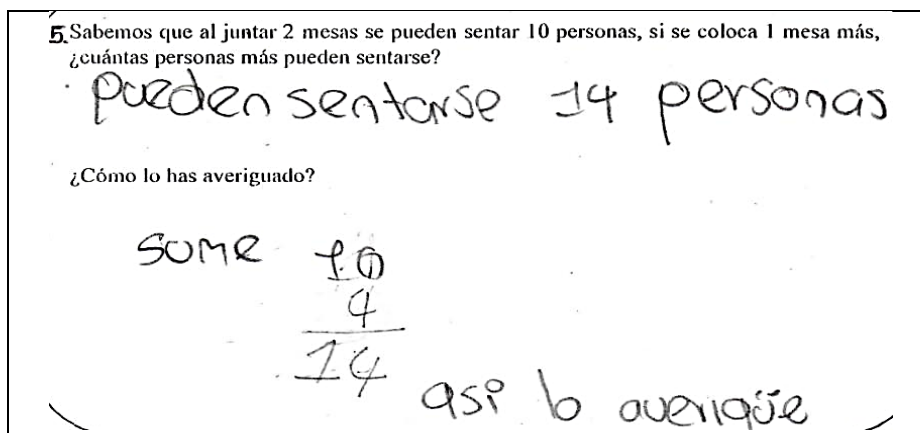 5. Sabemos que al juntar 2 mesas se pueden sentar 10 personas, si se coloca 1 mesa más,
¿cuántas personas más pueden sentarse?
pueden sentarse 14 personas
¿Cómo lo has averiguado?
sume 10
4
14
asi lo averigüe